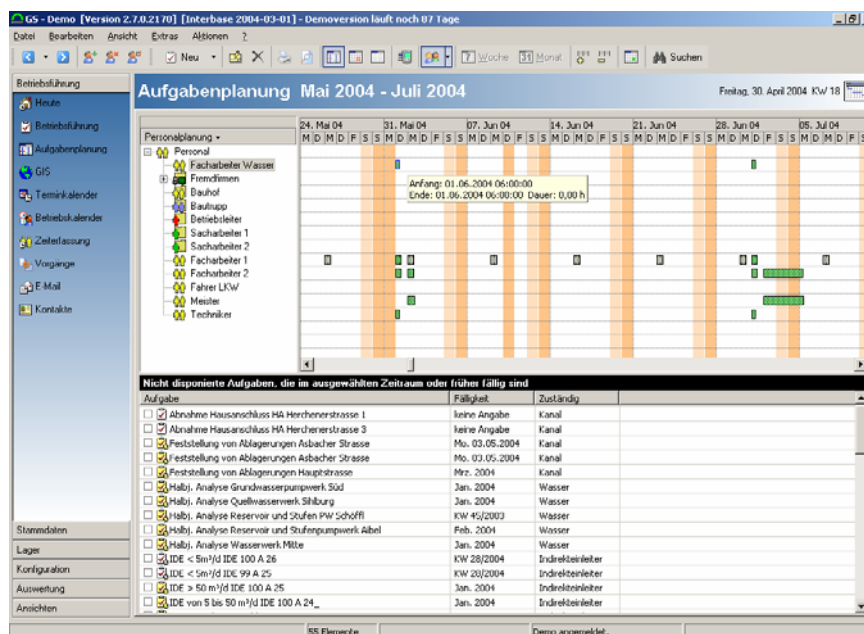 GS - Demo [Version 2.7.0.2170] [Interbase 2004-03-01] - Demoversion läuft noch 87 Tage
Datei Bearbeiten Ansicht Extras Aktionen ?
Neu Woche Monat Suchen
Betriebsführung
Heute
Betriebsführung
Aufgabenplanung
GIS
Terminkalender
Betriebskalender
Zeiterfassung
Vorgänge
E-Mail
Kontakte
Stammdaten
Lager
Konfiguration
Auswertung
Ansichten
Aufgabenplanung Mai 2004 - Juli 2004
Freitag, 30. April 2004 KW 18
24. Mai 04 31. Mai 04 07. Jun 04 14. Jun 04 21. Jun 04 28. Jun 04 05. Jul 04
M D M D F S S M D M D F S S M D M D F S S M D M D F S S M D M D F S S M D M D F S S M D M D F S
Personalplanung
Personal
Facharbeiter Wasser
Fremdfirmen
Bauhof
Bautrupp
Betriebsleiter
Sacharbeiter 1
Sacharbeiter 2
Facharbeiter 1
Facharbeiter 2
Fahrer LKW
Meister
Techniker
Anfang: 01.06.2004 06:00:00
Ende: 01.06.2004 06:00:00 Dauer: 0,00 h
Nicht disponierte Aufgaben, die im ausgewählten Zeitraum oder früher fällig sind
Aufgabe Fälligkeit Zuständig
Abnahme Hausanschluss HA Herchenerstrasse 1 keine Angabe Kanal
Abnahme Hausanschluss HA Herchenerstrasse 3 keine Angabe Kanal
Feststellung von Ablagerungen Asbacher Strasse Mo. 03.05.2004 Kanal
Feststellung von Ablagerungen Asbacher Strasse Mo. 03.05.2004 Kanal
Feststellung von Ablagerungen Hauptstrasse Mrz. 2004 Kanal
Halbj. Analyse Grundwasserpumpwerk Süd Jan. 2004 Wasser
Halbj. Analyse Quellwasserwerk Sihlburg Jan. 2004 Wasser
Halbj. Analyse Reservoir und Stufen PW Schöffl KW 45/2003 Wasser
Halbj. Analyse Reservoir und Stufenpumpwerk Aibel Feb. 2004 Wasser
Halbj. Analyse Wasserwerk Mitte Jan. 2004 Wasser
IDE < 5m³/d IDE 100 A 26 KW 28/2004 Indirekteinleiter
IDE < 5m³/d IDE 99 A 25 KW 28/2004 Indirekteinleiter
IDE > 50 m³/d IDE 100 A 25 Jan. 2004 Indirekteinleiter
IDE von 5 bis 50 m³/d IDE 100 A 24_ Jan. 2004 Indirekteinleiter
55 Elemente Demo angemeldet.